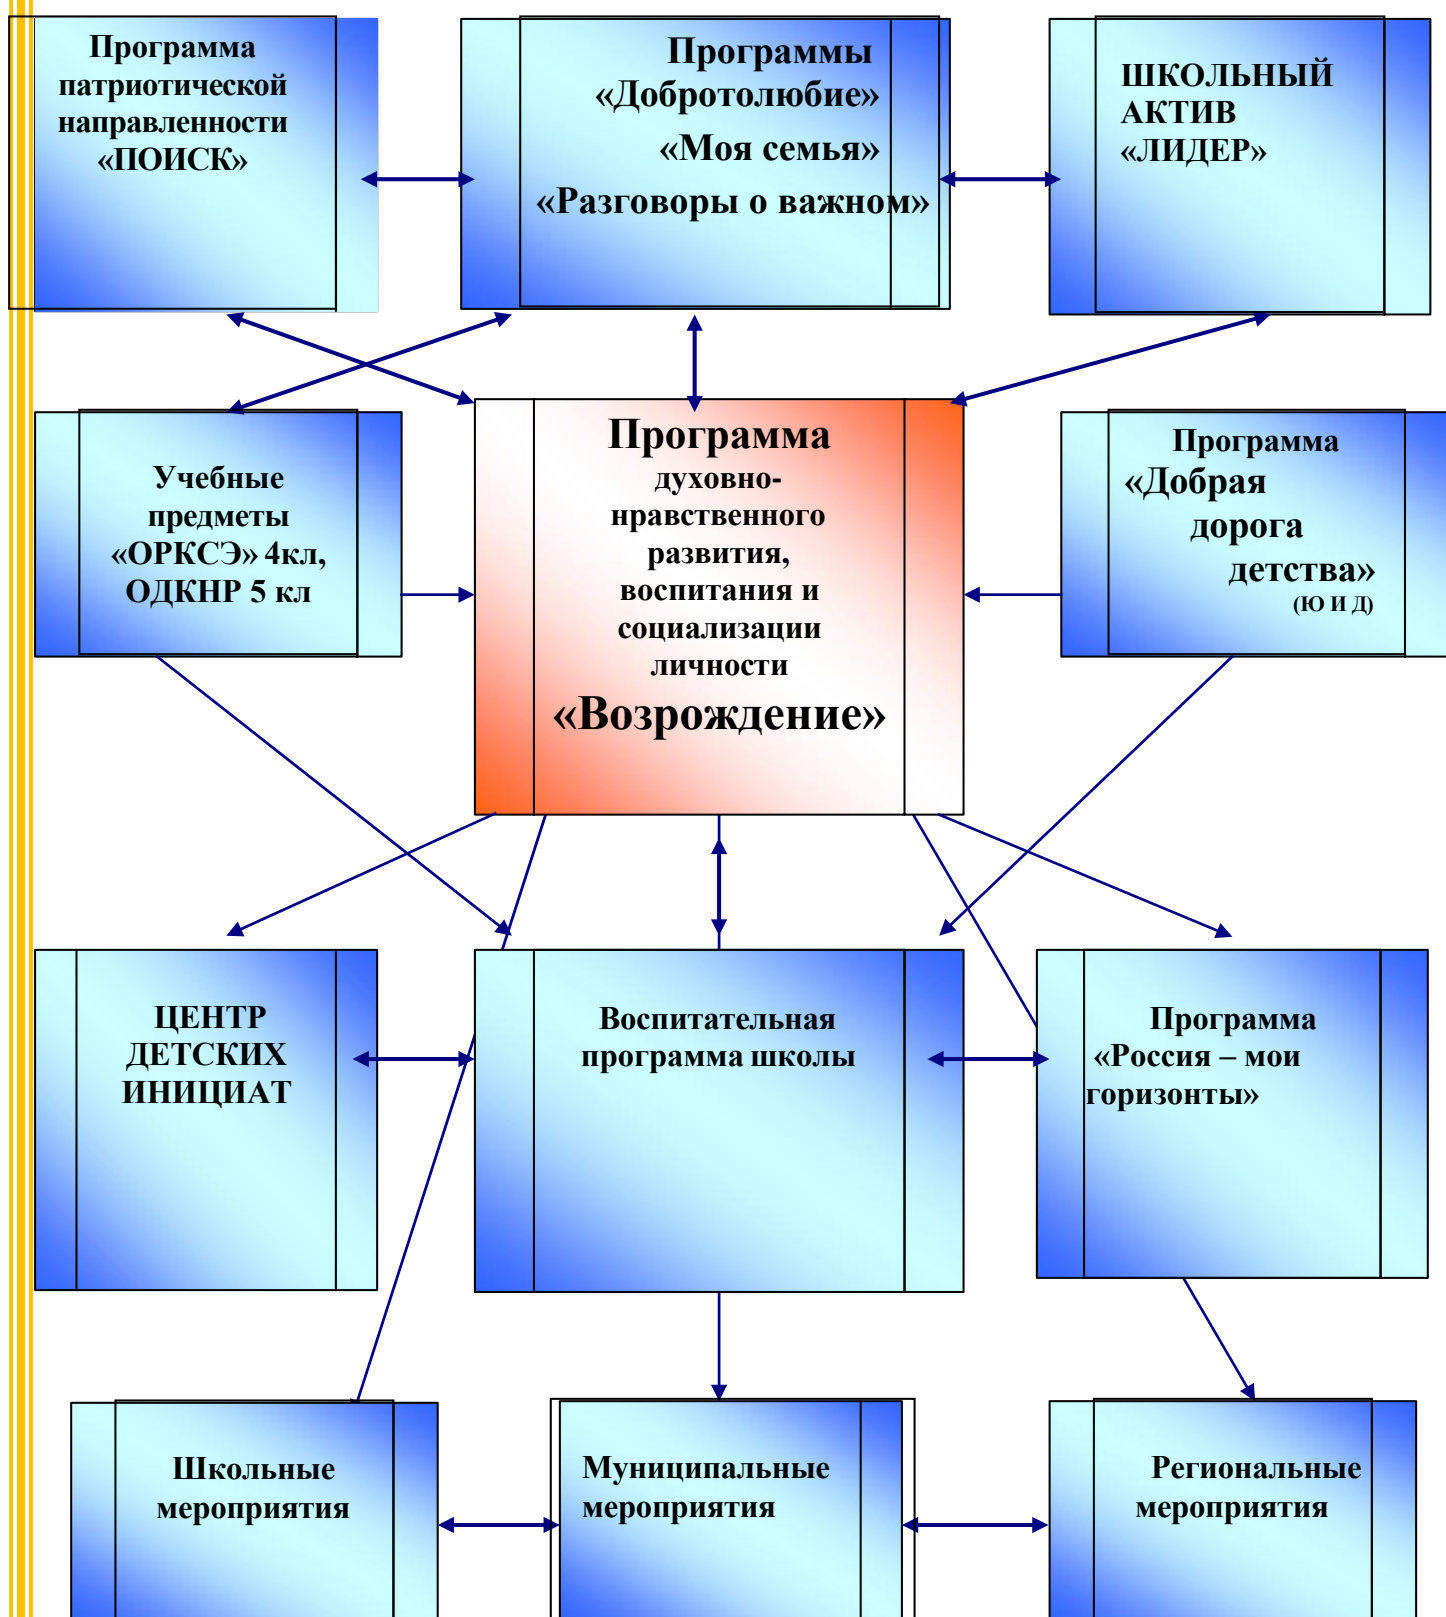 Программа
патриотической
направленности
«ПОИСК»
Программы
«Добротолюбие»
«Моя семья»
«Разговоры о важном»
ШКОЛЬНЫЙ
АКТИВ
«ЛИДЕР»
Учебные
предметы
«ОРКСЭ» 4кл,
ОДКНР 5 кл
Программа
духовно-
нравственного
развития,
воспитания и
социализации
личности
«Возрождение»
Программа
«Добрая
дорога
детства»
(Ю И Д)
ЦЕНТР
ДЕТСКИХ
ИНИЦИАТ
Воспитательная
программа школы
Программа
«Россия – мои
горизонты»
Школьные
мероприятия
Муниципальные
мероприятия
Региональные
мероприятия